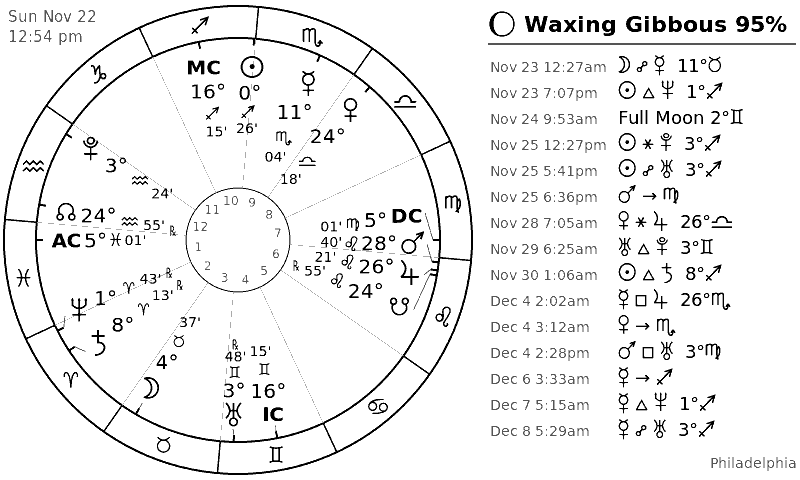 Sun Nov 22
12:54 pm
Waxing Gibbous 95%
MC
16° ♐ 15'
☉ 0° ♐ 26'
☿ 11° ♏ 04'
♀ 24° ♎ 18'
♇ 3° ♒ 24'
☊ 24° ♒ 55' ℞
AC 5° ♓ 01'
♆ 1° ♈ 43' ℞
♄ 8° ♈ 13' ℞
☽ 4° ♉ 37'
♅ 3° ♊ 48' ℞
16° ♊ 15'
IC
01' ♍ 5° DC
40' ♌ 28° ♂
21' ♌ 26° ♃
℞ 55' ♌ 24° ☋
1 2 3 4 5 6 7 8 9 10 11 12
♈ ♉ ♊ ♋ ♌ ♍ ♎ ♏ ♐ ♑ ♒ ♓
Nov 23 12:27am ☽ ☍ ☿ 11°♉
Nov 23 7:07pm ☉ △ ♆ 1°♐
Nov 24 9:53am Full Moon 2°♊
Nov 25 12:27pm ☉ ⚹ ♇ 3°♐
Nov 25 5:41pm ☉ ☍ ♅ 3°♐
Nov 25 6:36pm ♂ → ♍
Nov 28 7:05am ♀ ⚹ ♃ 26°♎
Nov 29 6:25am ♅ △ ♇ 3°♊
Nov 30 1:06am ☉ △ ♄ 8°♐
Dec 4 2:02am ☿ □ ♃ 26°♏
Dec 4 3:12am ♀ → ♏
Dec 4 2:28pm ♂ □ ♅ 3°♍
Dec 6 3:33am ☿ → ♐
Dec 7 5:15am ☿ △ ♆ 1°♐
Dec 8 5:29am ☿ ☍ ♅ 3°♐
Philadelphia